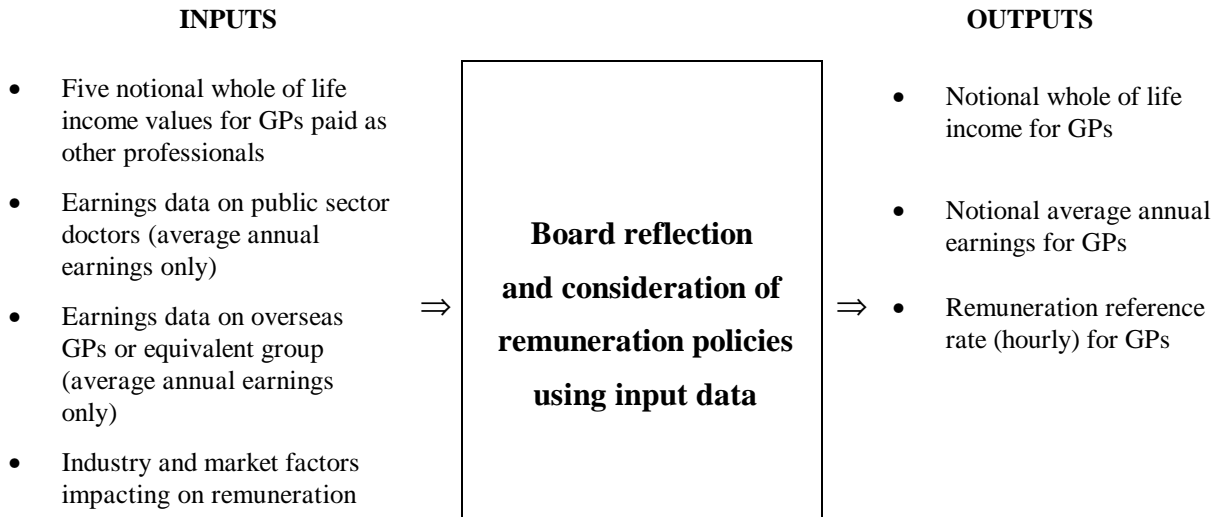 INPUTS
• Five notional whole of life
income values for GPs paid as
other professionals
• Earnings data on public sector
doctors (average annual
earnings only)
• Earnings data on overseas
GPs or equivalent group
(average annual earnings
only)
• Industry and market factors
impacting on remuneration
⇒
Board reflection
and consideration of
remuneration policies
using input data
⇒
OUTPUTS
• Notional whole of life
income for GPs
• Notional average annual
earnings for GPs
• Remuneration reference
rate (hourly) for GPs